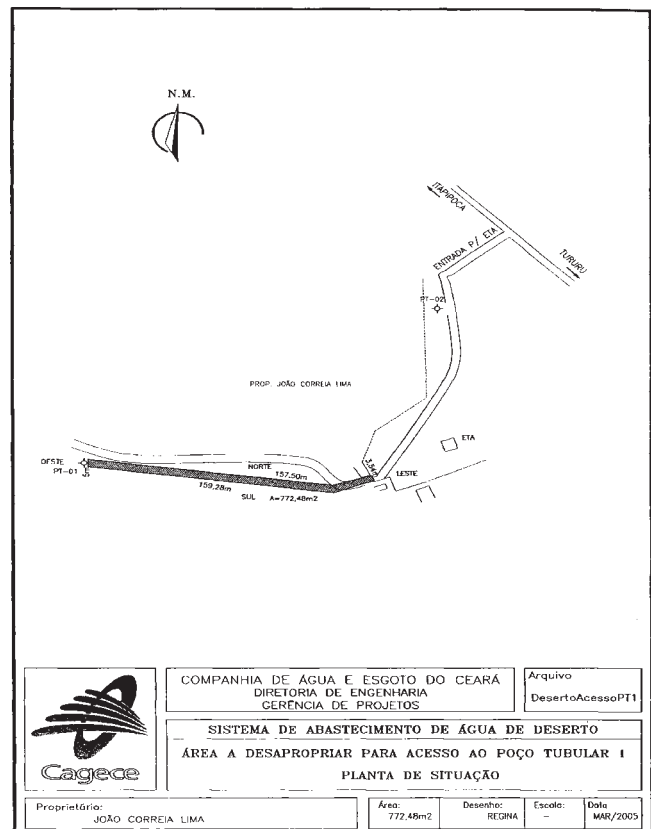 N.M.
ITAPIPOCA
TURURU
ENTRADA P/ ETA
PT-02
PROP. JOÃO CORREIA LIMA
ETA
OESTE
PT-01
NORTE
157,50m
3,54m
LESTE
159,28m
SUL A=772,48m2
COMPANHIA DE ÁGUA E ESGOTO DO CEARÁ
DIRETORIA DE ENGENHARIA
GERÊNCIA DE PROJETOS
Arquivo
DesertoAcessoPT1
SISTEMA DE ABASTECIMENTO DE ÁGUA DE DESERTO
ÁREA A DESAPROPRIAR PARA ACESSO AO POÇO TUBULAR 1
PLANTA DE SITUAÇÃO
Cagece
Proprietário:
JOÃO CORREIA LIMA
Área:
772,48m2
Desenho:
REGINA
Escala:
-
Data
MAR/2005